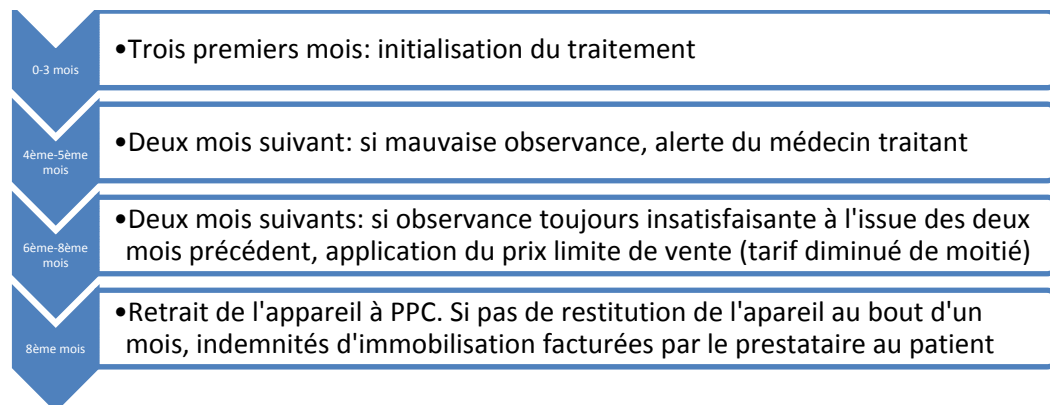 0-3 mois
•Trois premiers mois: initialisation du traitement
4ème-5ème
mois
•Deux mois suivant: si mauvaise observance, alerte du médecin traitant
6ème-8ème
mois
•Deux mois suivants: si observance toujours insatisfaisante à l'issue des deux
mois précédent, application du prix limite de vente (tarif diminué de moitié)
8ème mois
•Retrait de l'appareil à PPC. Si pas de restitution de l'apareil au bout d'un
mois, indemnités d'immobilisation facturées par le prestataire au patient